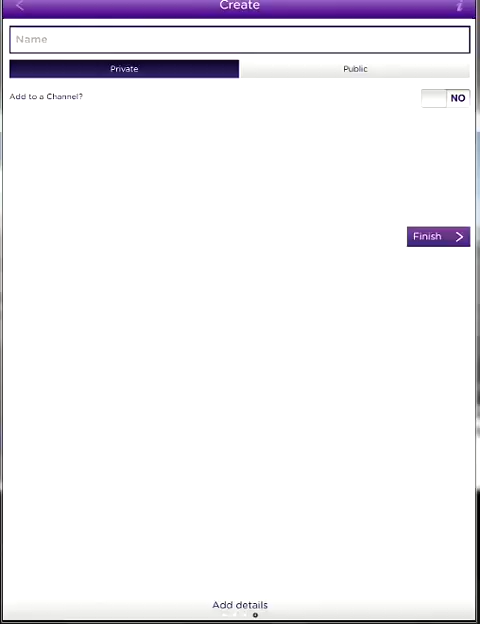 Create
Name
Private
Public
Add to a Channel?
NO
Finish
Add details